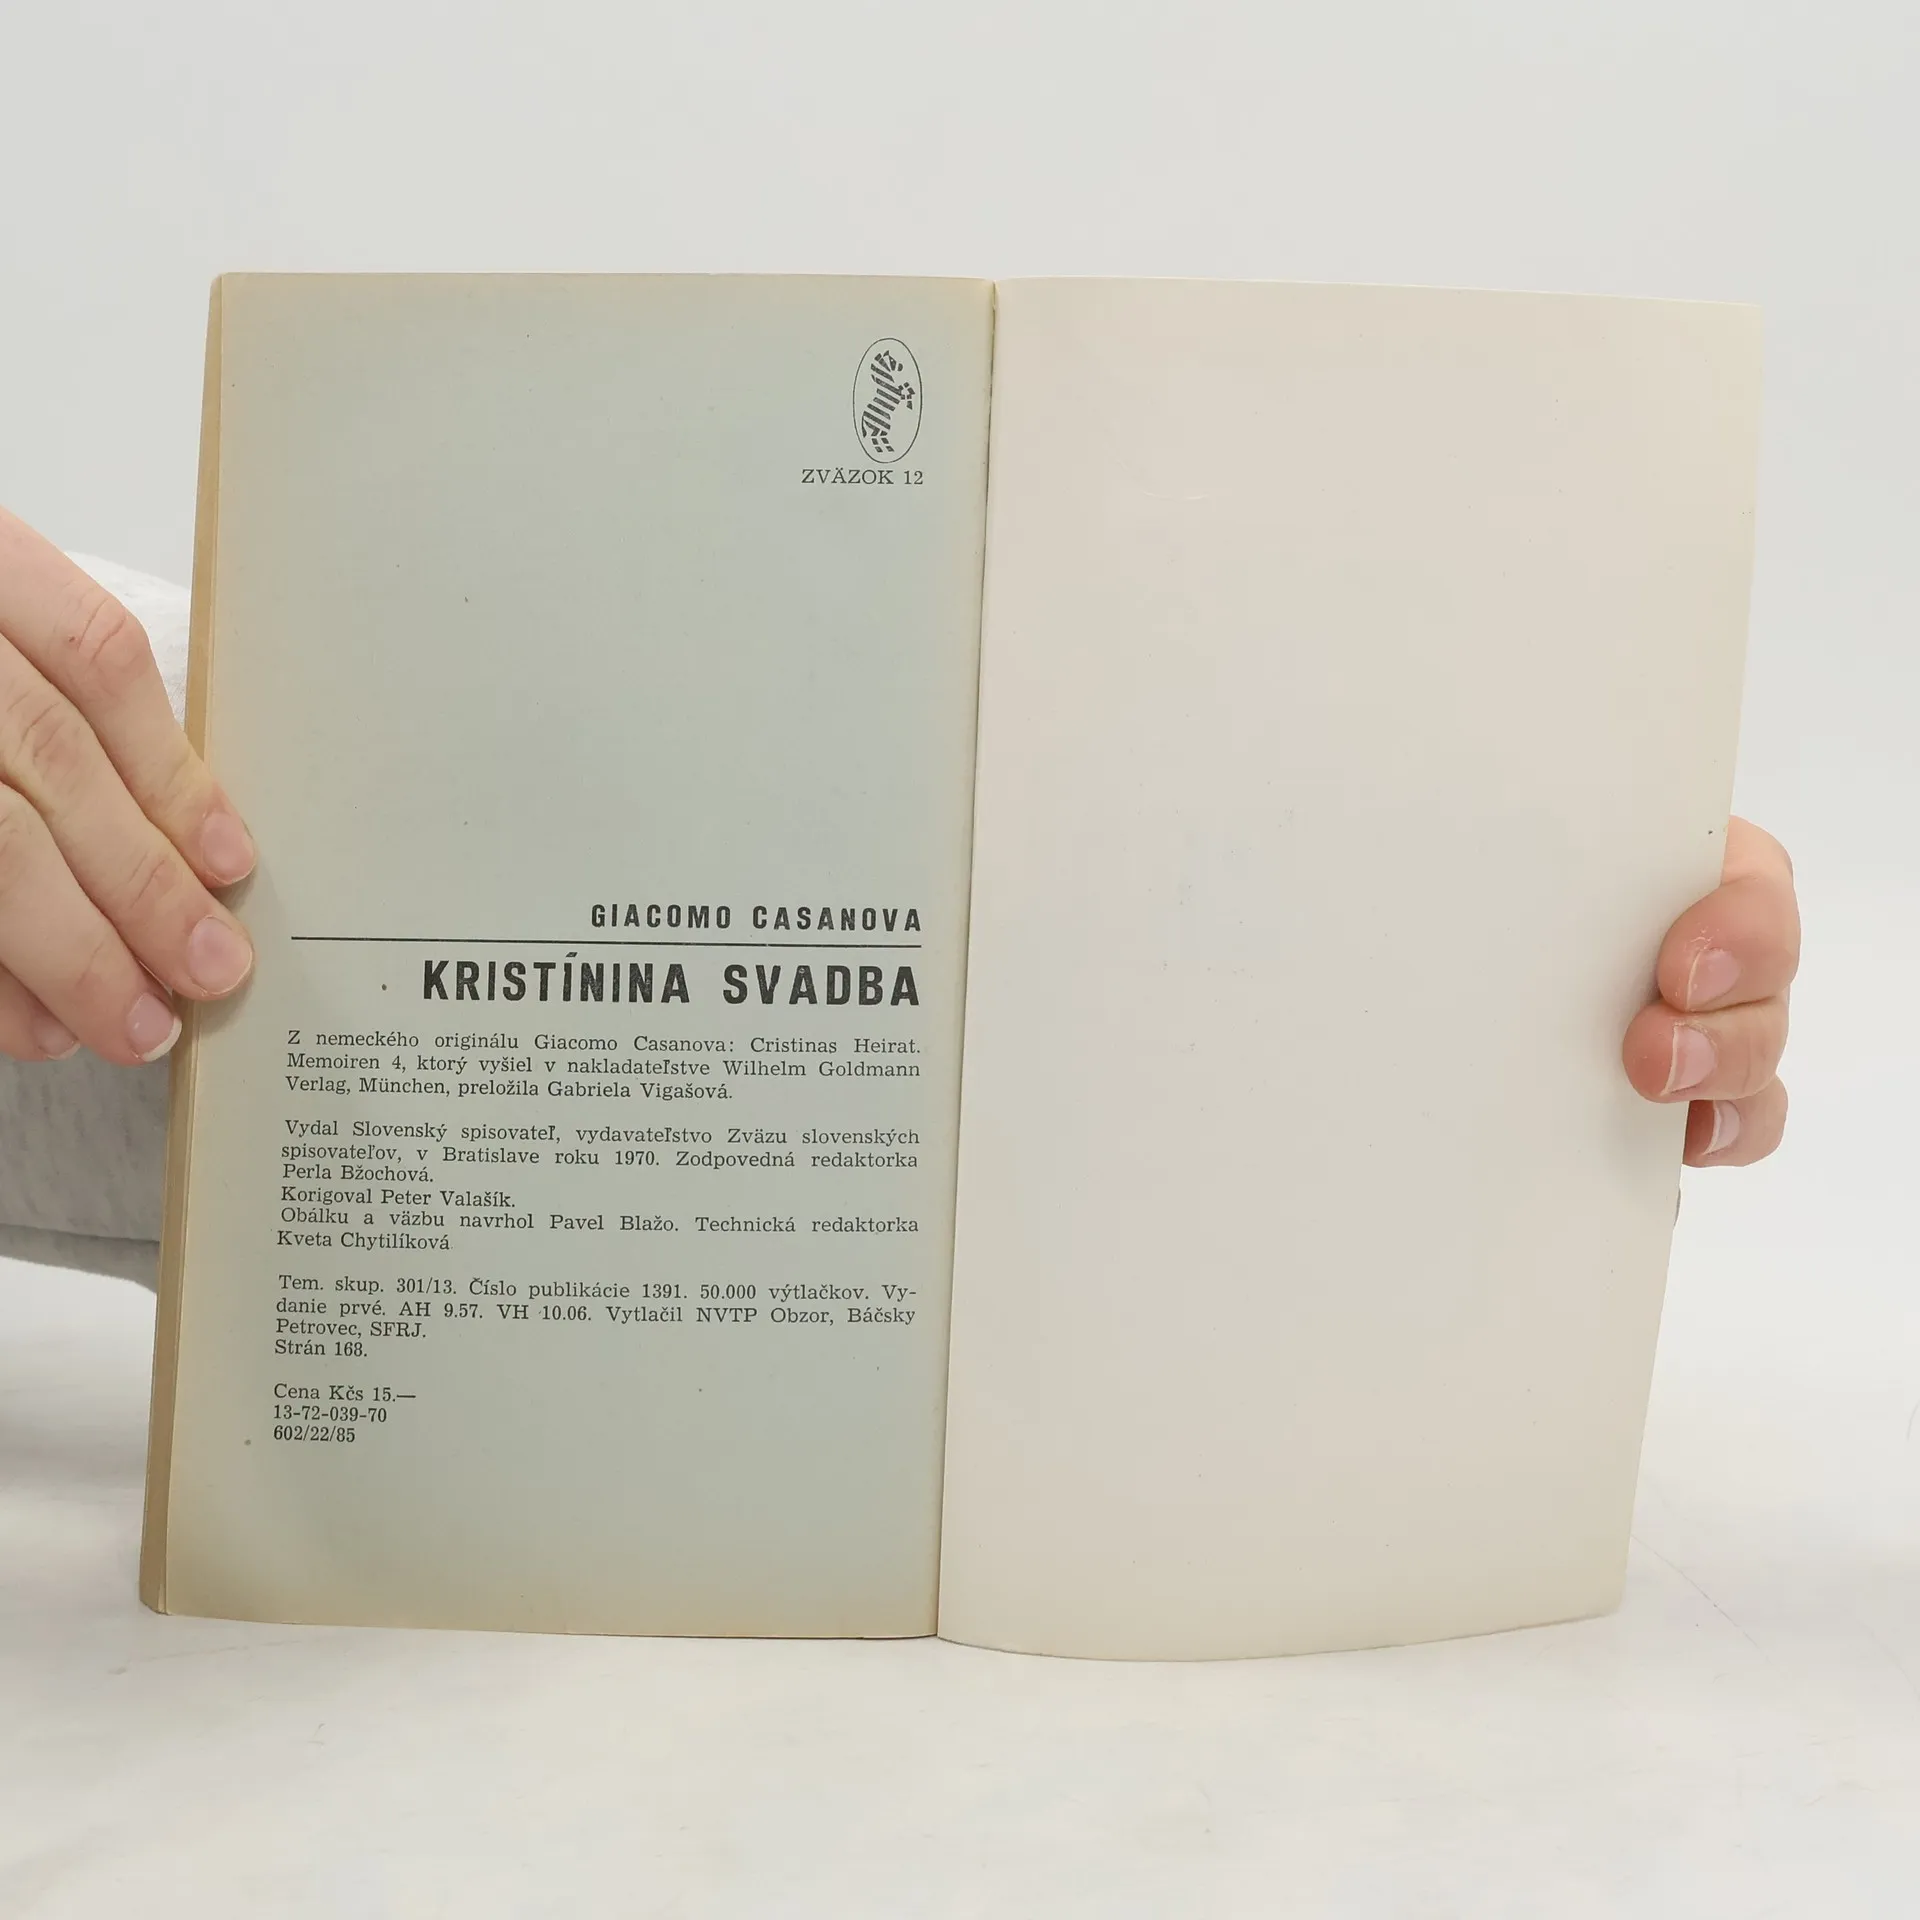 ZVÄZOK 12
GIACOMO CASANOVA
KRISTÍNINA SVADBA
Z nemeckého originálu Giacomo Casanova: Cristinas Heirat.
Memoiren 4, ktorý vyšiel v nakladateľstve Wilhelm Goldmann
Verlag, München, preložila Gabriela Vigašová.
Vydal Slovenský spisovateľ, vydavateľstvo Zväzu slovenských
spisovateľov, v Bratislave roku 1970. Zodpovedná redaktorka
Perla Bžochová.
Korigoval Peter Valašík.
Obálku a väzbu navrhol Pavel Blažo. Technická redaktorka
Kveta Chytilíková
Tem. skup. 301/13. Číslo publikácie 1391. 50.000 výtlačkov. Vy-
danie prvé. AH 9.57. VH 10.06. Vytlačil NVTP Obzor, Báčsky
Petrovec, SFRJ.
Strán 168.
Cena Kčs 15.—
13-72-039-70
602/22/85